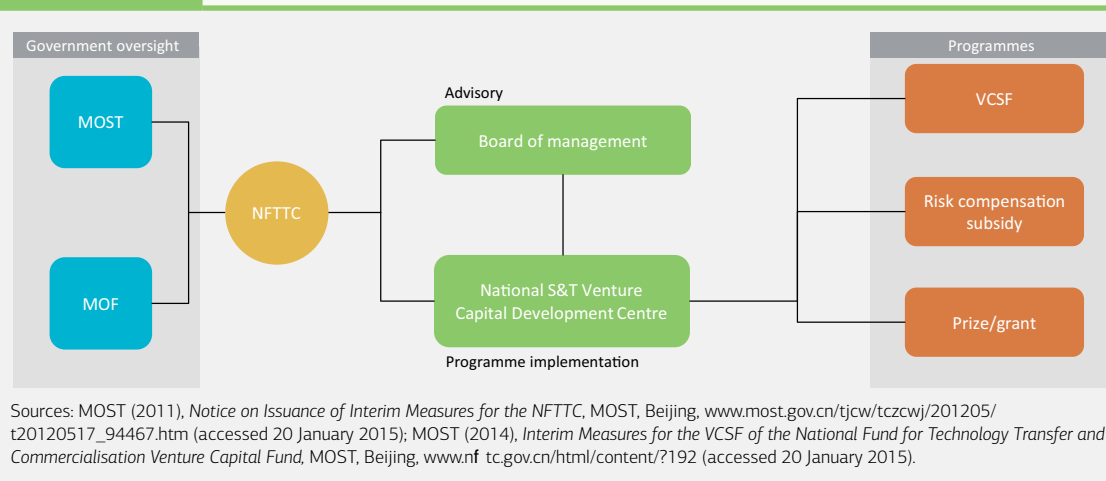 Government oversight
Programmes
MOST
MOF
NFTTC
Advisory
Board of management
National S&T Venture
Capital Development Centre
Programme implementation
VCSF
Risk compensation
subsidy
Prize/grant
Sources: MOST (2011), Notice on Issuance of Interim Measures for the NFTTC, MOST, Beijing, www.most.gov.cn/tjcw/tczcwj/201205/
t20120517_94467.htm (accessed 20 January 2015); MOST (2014), Interim Measures for the VCSF of the National Fund for Technology Transfer and
Commercialisation Venture Capital Fund, MOST, Beijing, www.nf tc.gov.cn/html/content/?192 (accessed 20 January 2015).